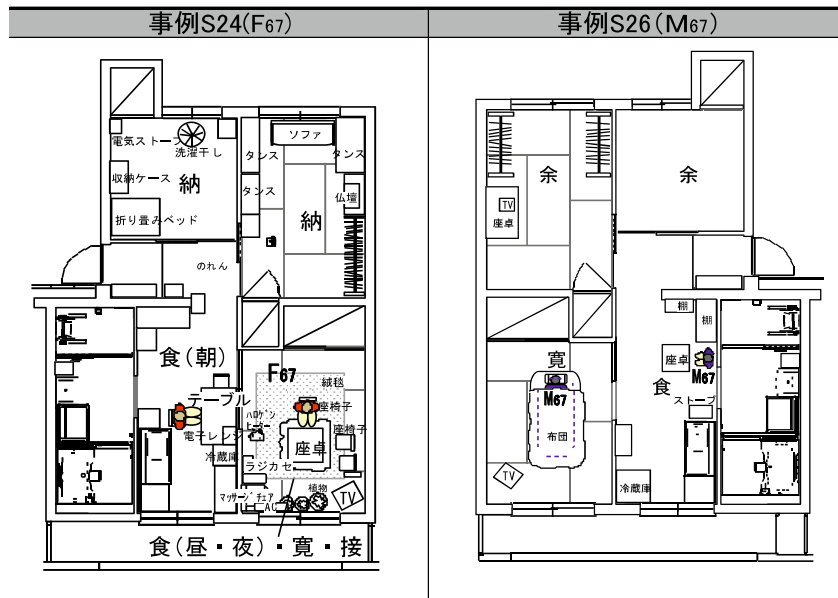 事例S24(F67)
事例S26(M67)
電気ストーブ
洗濯干し
収納ケース
納
折り畳みベッド
ソファ
タンス
タンス
タンス
仏壇
納
のれん
食(朝)
テーブル
電子レンジ
冷蔵庫
F67
絨毯
ハロゲン
ヒーター
座椅子
座椅子
座卓
ラジカセ
マッサージチェア
AC
植物
TV
食(昼・夜)・寛・接
余
TV
座卓
余
棚
棚
座卓
M67
食
ストーブ
冷蔵庫
寛
M67
布団
TV